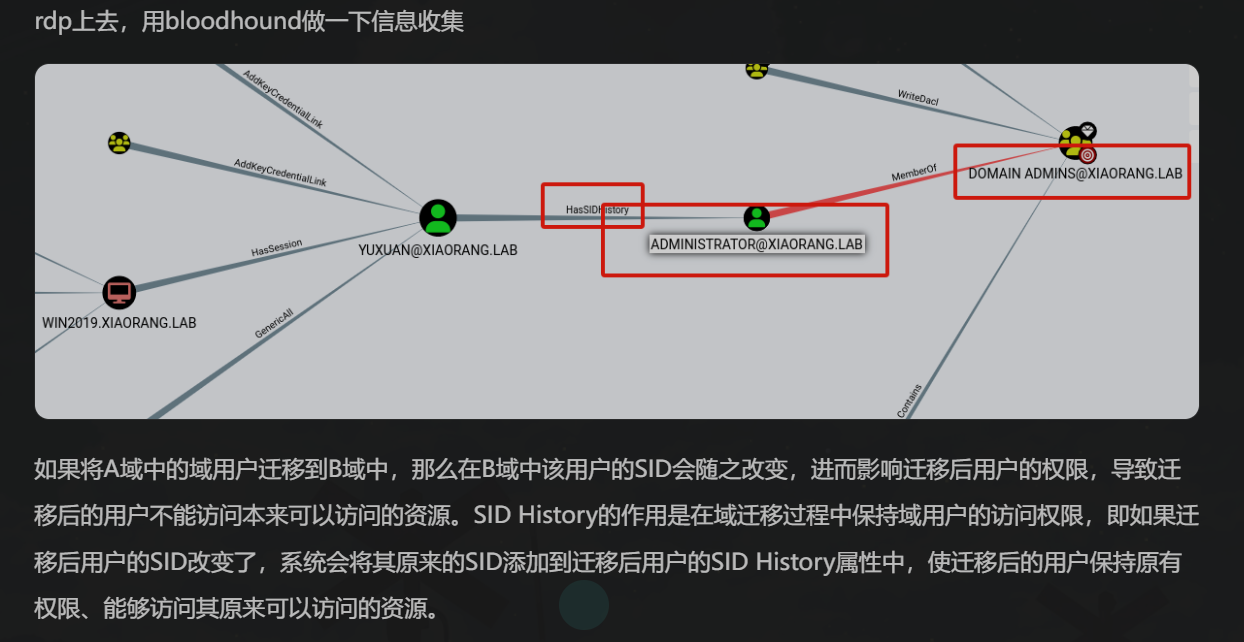 rdp上去，用bloodhound做一下信息收集
AddKeyCredentialLink
WriteDacl
AddKeyCredentialLink
MemberOf
DOMAIN ADMINS@XIAORANG.LAB
HasSIDHistory
HasSession
YUXUAN@XIAORANG.LAB
ADMINISTRATOR@XIAORANG.LAB
WIN2019.XIAORANG.LAB
GenericAll
Contains
如果将A域中的域用户迁移到B域中，那么在B域中该用户的SID会随之改变，进而影响迁移后用户的权限，导致迁
移后的用户不能访问本来可以访问的资源。SID History的作用是在域迁移过程中保持域用户的访问权限，即如果迁
移后用户的SID改变了，系统会将其原来的SID添加到迁移后用户的SID History属性中，使迁移后的用户保持原有
权限、能够访问其原来可以访问的资源。